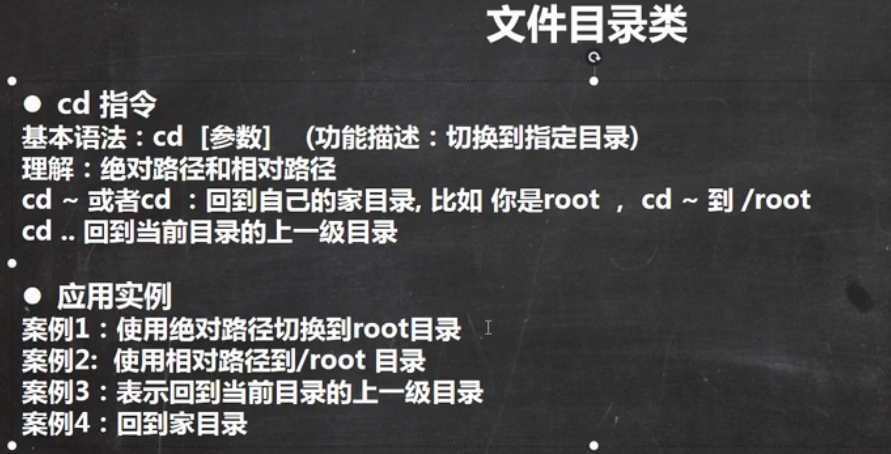 文件目录类
● cd 指令
基本语法：cd [参数] (功能描述：切换到指定目录)
理解：绝对路径和相对路径
cd ~ 或者cd ：回到自己的家目录, 比如 你是root ， cd ~ 到 /root
cd .. 回到当前目录的上一级目录
● 应用实例
案例1：使用绝对路径切换到root目录
案例2: 使用相对路径到/root 目录
案例3：表示回到当前目录的上一级目录
案例4：回到家目录